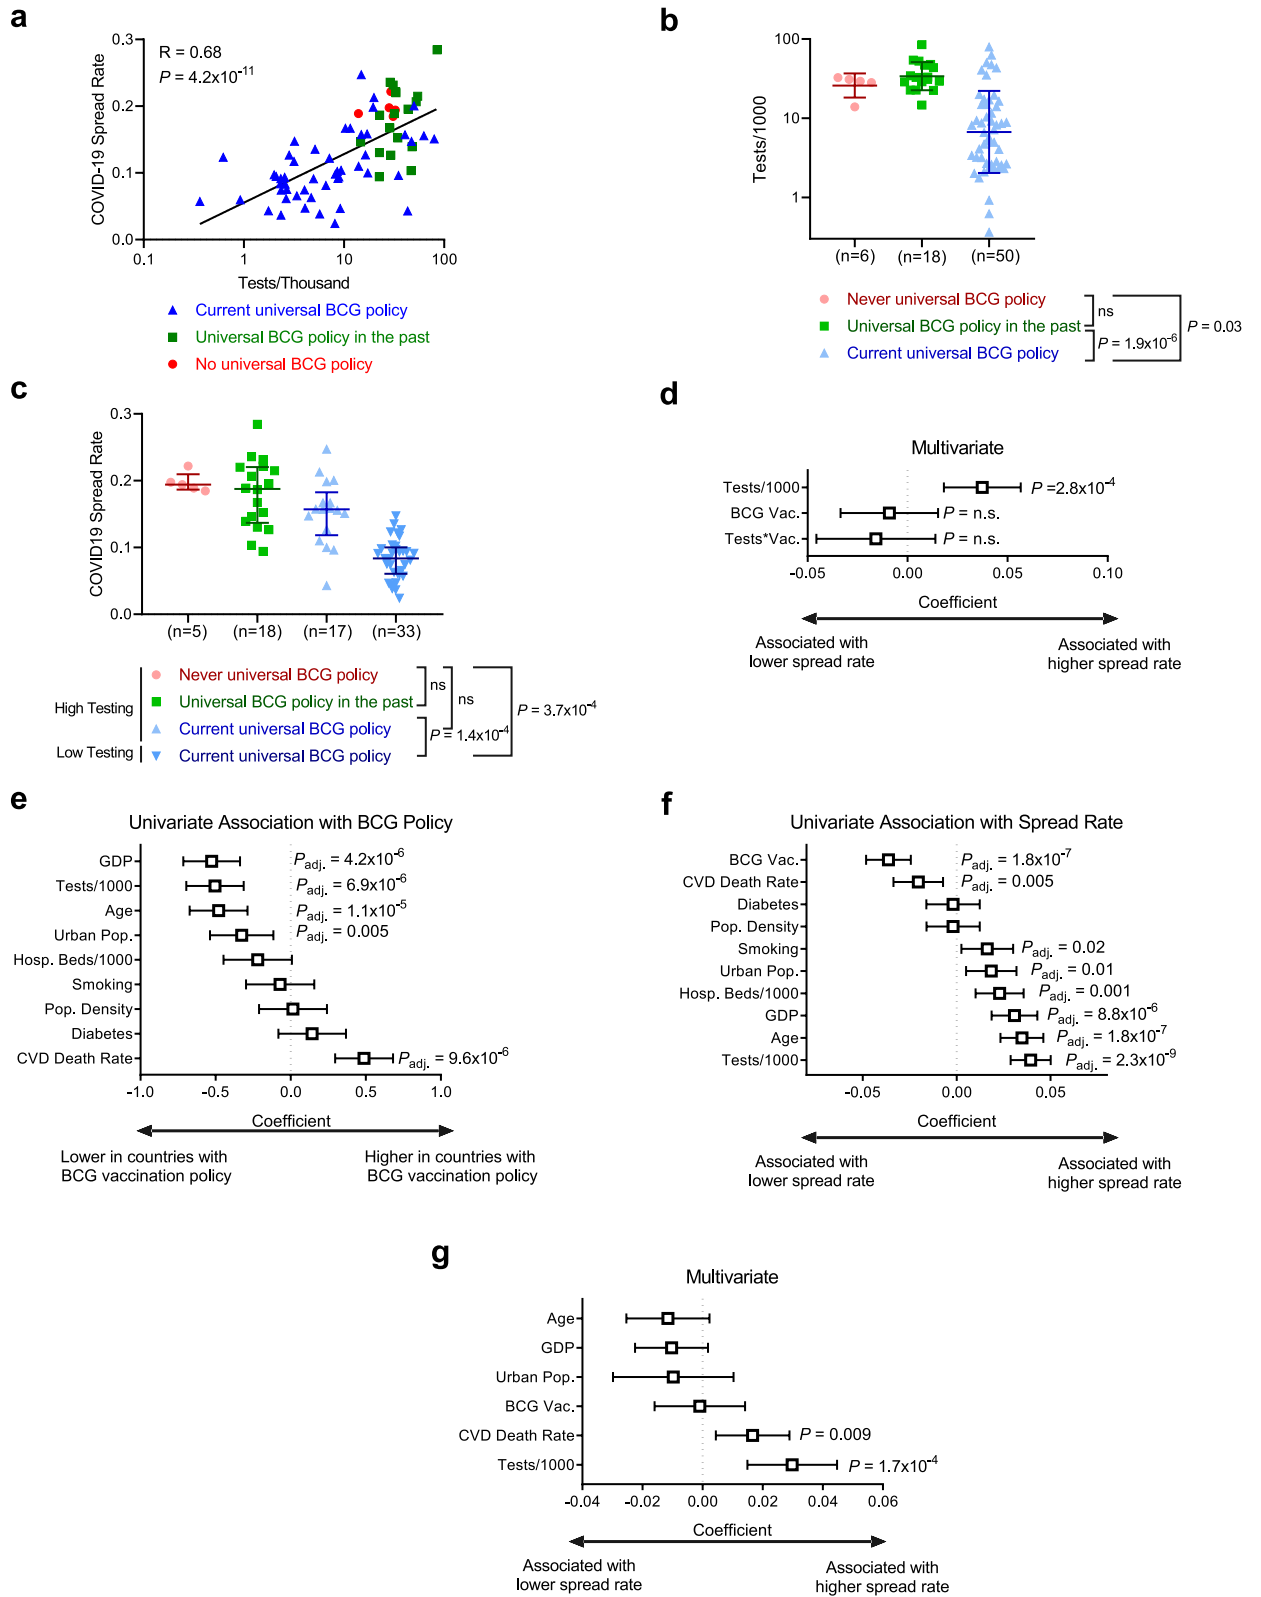 a
0.3
0.2
0.1
0.0
COVID-19 Spread Rate
R = 0.68
P = 4.2x10-11
0.1
1
10
100
Tests/Thousand
Current universal BCG policy
Universal BCG policy in the past
No universal BCG policy
b
100
10
1
Tests/1000
(n=6)
(n=18)
(n=50)
Never universal BCG policy
Universal BCG policy in the past
Current universal BCG policy
ns
P = 1.9x10-6
P = 0.03
c
0.3
0.2
0.1
0.0
COVID19 Spread Rate
(n=5)
(n=18)
(n=17)
(n=33)
High Testing
Low Testing
Never universal BCG policy
Universal BCG policy in the past
Current universal BCG policy
Current universal BCG policy
ns
ns
P = 1.4x10-4
P = 3.7x10-4
d
Multivariate
Tests/1000
P =2.8x10-4
BCG Vac.
P = n.s.
Tests*Vac.
P = n.s.
-0.05
0.00
0.05
0.10
Coefficient
Associated with
lower spread rate
Associated with
higher spread rate
e
Univariate Association with BCG Policy
GDP
Padj. = 4.2x10-6
Tests/1000
Padj. = 6.9x10-6
Age
Padj. = 1.1x10-5
Urban Pop.
Padj. = 0.005
Hosp. Beds/1000
Smoking
Pop. Density
Diabetes
CVD Death Rate
Padj. = 9.6x10-6
-1.0
-0.5
0.0
0.5
1.0
Coefficient
Lower in countries with
BCG vaccination policy
Higher in countries with
BCG vaccination policy
f
Univariate Association with Spread Rate
BCG Vac.
Padj. = 1.8x10-7
CVD Death Rate
Padj. = 0.005
Diabetes
Pop. Density
Smoking
Padj. = 0.02
Urban Pop.
Padj. = 0.01
Hosp. Beds/1000
Padj. = 0.001
GDP
Padj. = 8.8x10-6
Age
Padj. = 1.8x10-7
Tests/1000
Padj. = 2.3x10-9
-0.05
0.00
0.05
Coefficient
Associated with
lower spread rate
Associated with
higher spread rate
g
Multivariate
Age
GDP
Urban Pop.
BCG Vac.
CVD Death Rate
P = 0.009
Tests/1000
P = 1.7x10-4
-0.04
-0.02
0.00
0.02
0.04
0.06
Coefficient
Associated with
lower spread rate
Associated with
higher spread rate